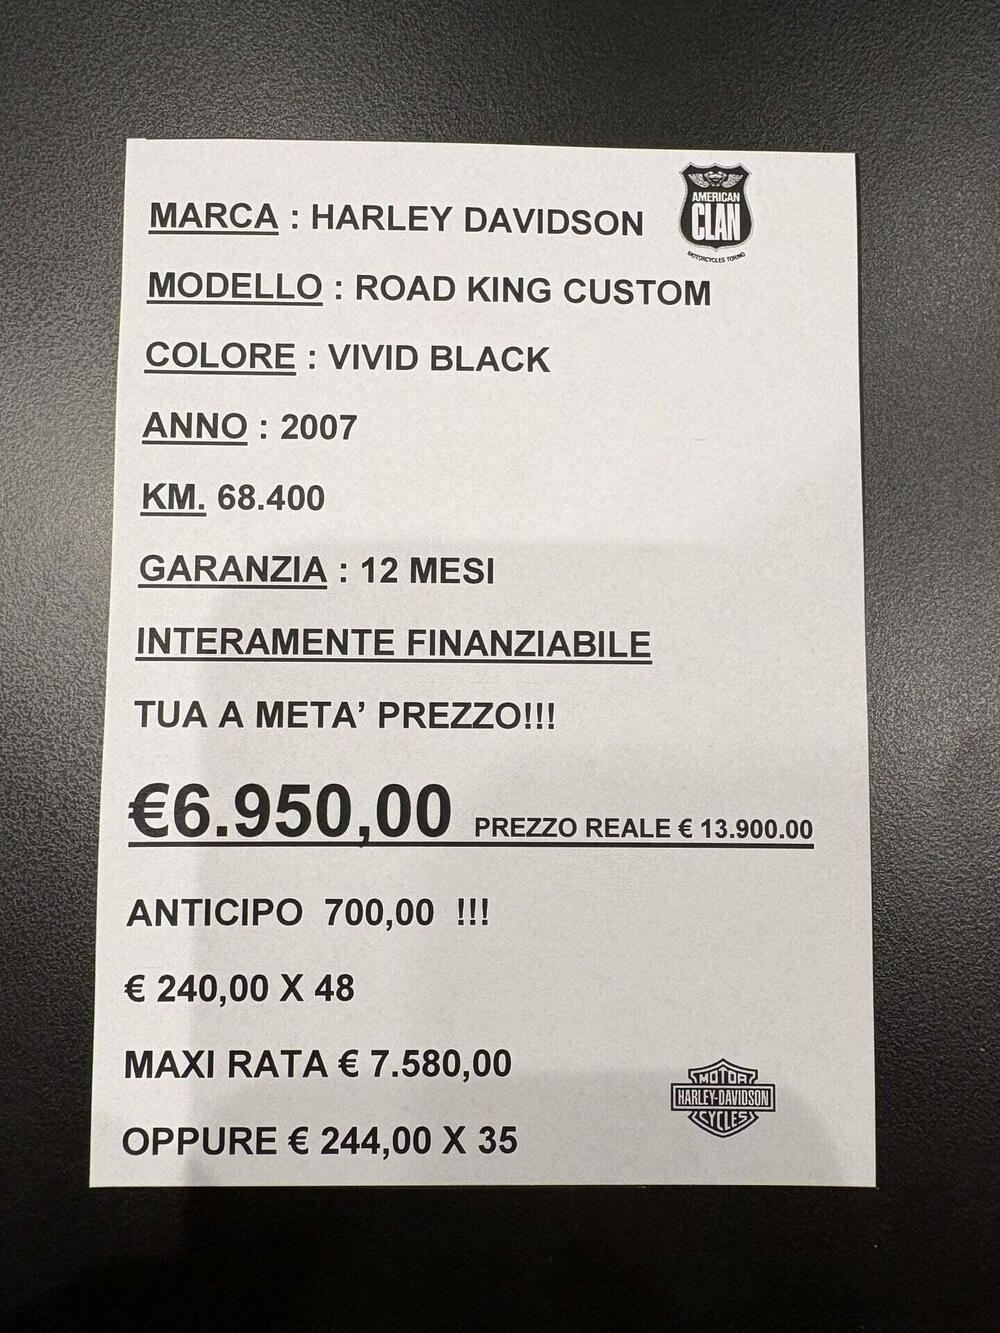 MARCA : HARLEY DAVIDSON
AMERICAN
CLAN
MOTORCYCLES TORINO
MODELLO : ROAD KING CUSTOM
COLORE : VIVID BLACK
ANNO : 2007
KM. 68.400
GARANZIA : 12 MESI
INTERAMENTE FINANZIABILE
TUA A META’ PREZZO!!!
€6.950,00 PREZZO REALE € 13.900.00
ANTICIPO 700,00 !!!
€ 240,00 X 48
MAXI RATA € 7.580,00
OPPURE € 244,00 X 35
MOTOR
HARLEY-DAVIDSON
CYCLES